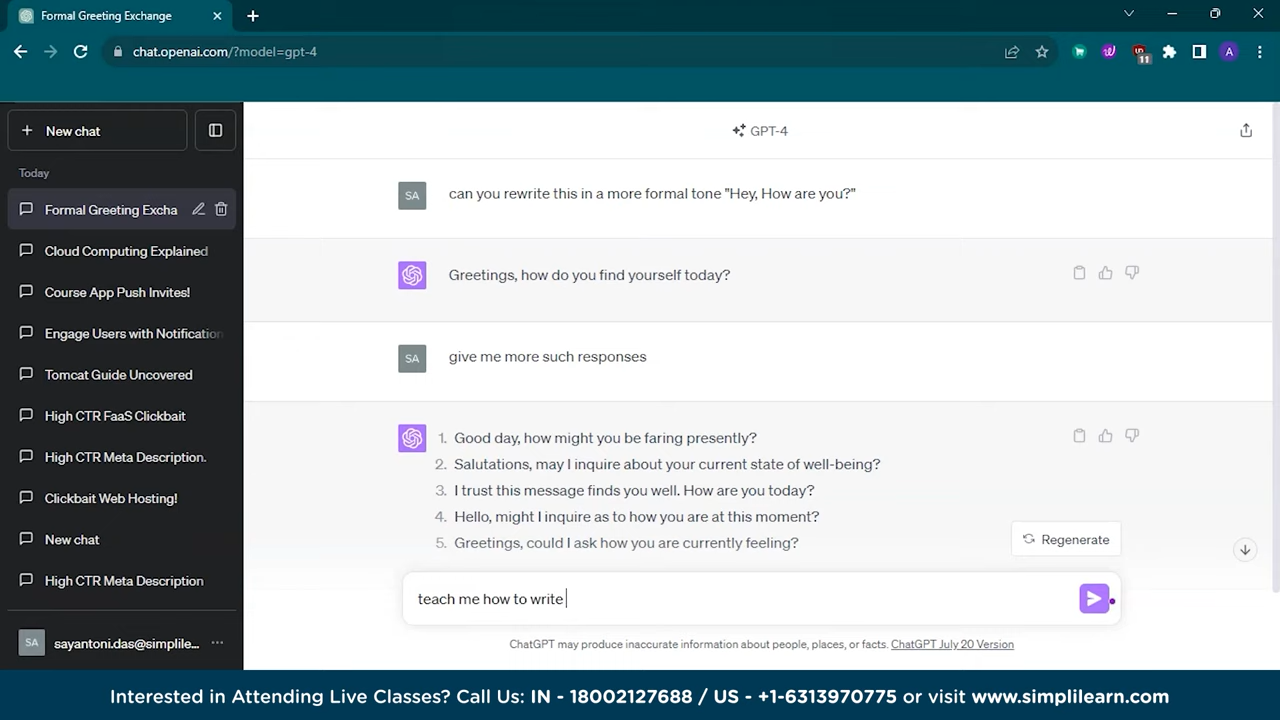 Formal Greeting Exchange
chat.openai.com/?model=gpt-4
11
A
New chat
Today
Formal Greeting Excha
Cloud Computing Explained
Course App Push Invites!
Engage Users with Notification
Tomcat Guide Uncovered
High CTR FaaS Clickbait
High CTR Meta Description.
Clickbait Web Hosting!
New chat
High CTR Meta Description
SA
sayantoni.das@simplile...
GPT-4
SA
can you rewrite this in a more formal tone "Hey, How are you?"
Greetings, how do you find yourself today?
SA
give me more such responses
1. Good day, how might you be faring presently?
2. Salutations, may I inquire about your current state of well-being?
3. I trust this message finds you well. How are you today?
4. Hello, might I inquire as to how you are at this moment?
5. Greetings, could I ask how you are currently feeling?
Regenerate
teach me how to write
ChatGPT may produce inaccurate information about people, places, or facts. ChatGPT July 20 Version
Interested in Attending Live Classes? Call Us: IN - 18002127688 / US - +1-6313970775 or visit www.simplilearn.com